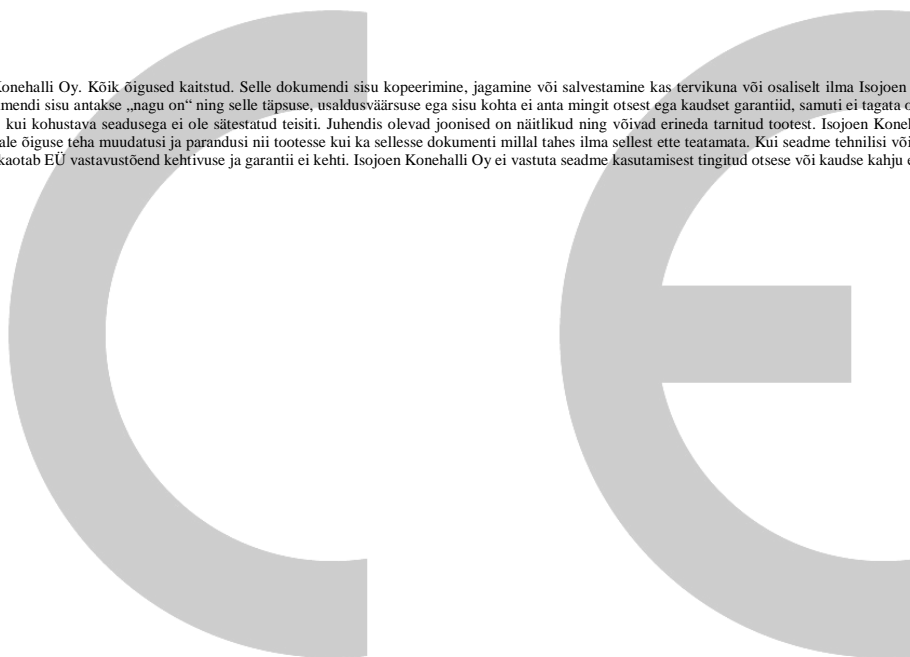 Konehalli Oy. Kõik õigused kaitstud. Selle dokumendi sisu kopeerimine, jagamine või salvestamine kas tervikuna või osaliselt ilma Isojoen
sisu antakse „nagu on“ ning selle täpsuse, usaldusväärsuse ega sisu kohta ei anta mingit otsest ega kaudset garantiid, samuti ei tagata
kui kohustava seadusega ei ole sätestatud teisiti. Juhendis olevad joonised on näitlikud ning võivad erineda tarnitud tootest. Isojoen
õiguse teha muudatusi ja parandusi nii tootesse kui ka sellesse dokumenti millal tahes ilma sellest ette teatamata. Kui seadme tehnilisi
kaotab EÜ vastavustõend kehtivuse ja garantii ei kehti. Isojoen Konehalli Oy ei vastuta seadme kasutamisest tingitud otsese või kaudse kahju
CE